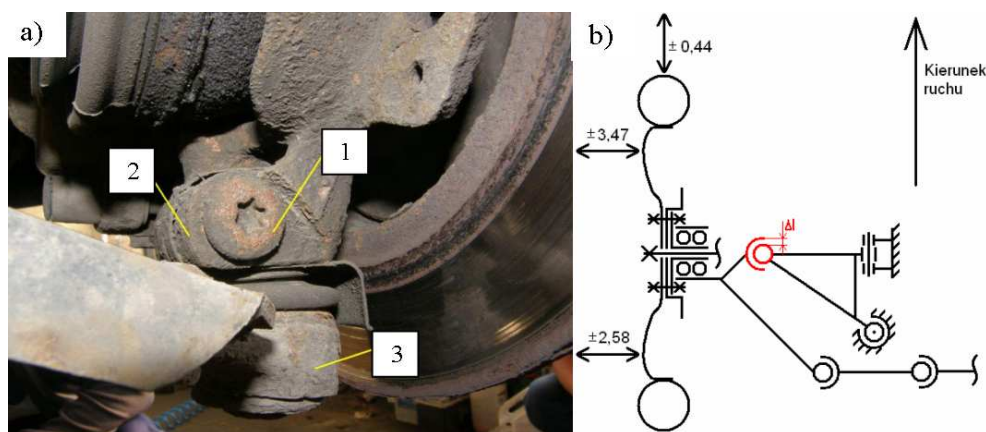 a)
1
2
3
b)
± 0,44
Kierunek
ruchu
±3,47
Δl
±2,58